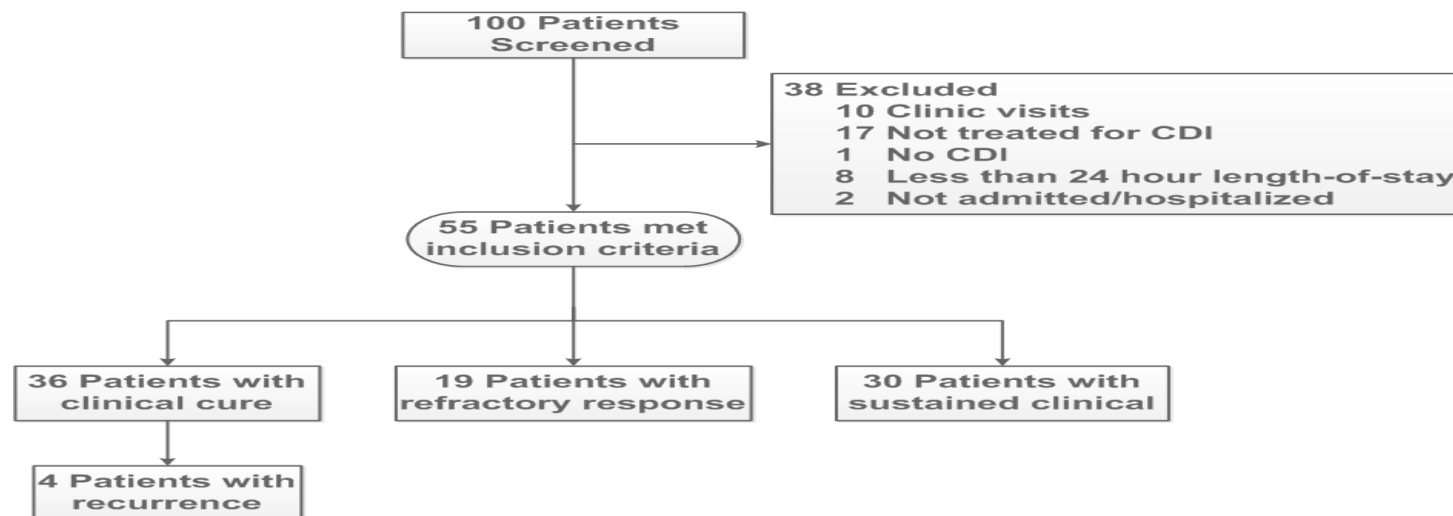 100 Patients
Screened
38 Excluded
10 Clinic visits
17 Not treated for CDI
1 No CDI
8 Less than 24 hour length-of-stay
2 Not admitted/hospitalized
55 Patients met
inclusion criteria
36 Patients with
clinical cure
19 Patients with
refractory response
30 Patients with
sustained clinical
4 Patients with
recurrence